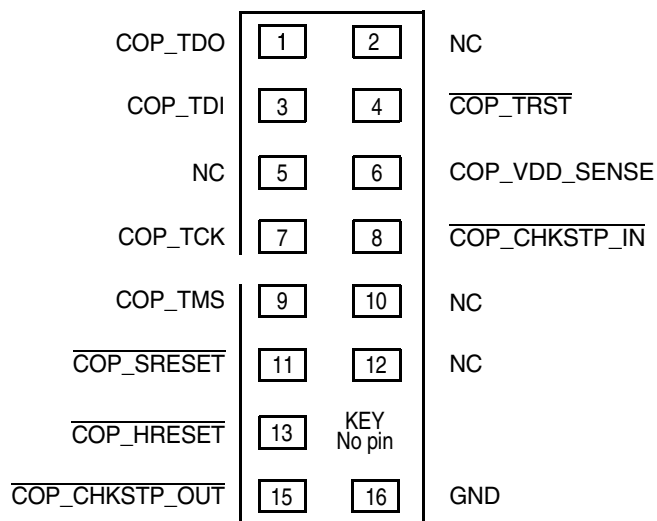 COP_TDO 1 2 NC
COP_TDI 3 4 COP_TRST
NC 5 6 COP_VDD_SENSE
COP_TCK 7 8 COP_CHKSTP_IN
COP_TMS 9 10 NC
COP_SRESET 11 12 NC
COP_HRESET 13 KEY
No pin
COP_CHKSTP_OUT 15 16 GND